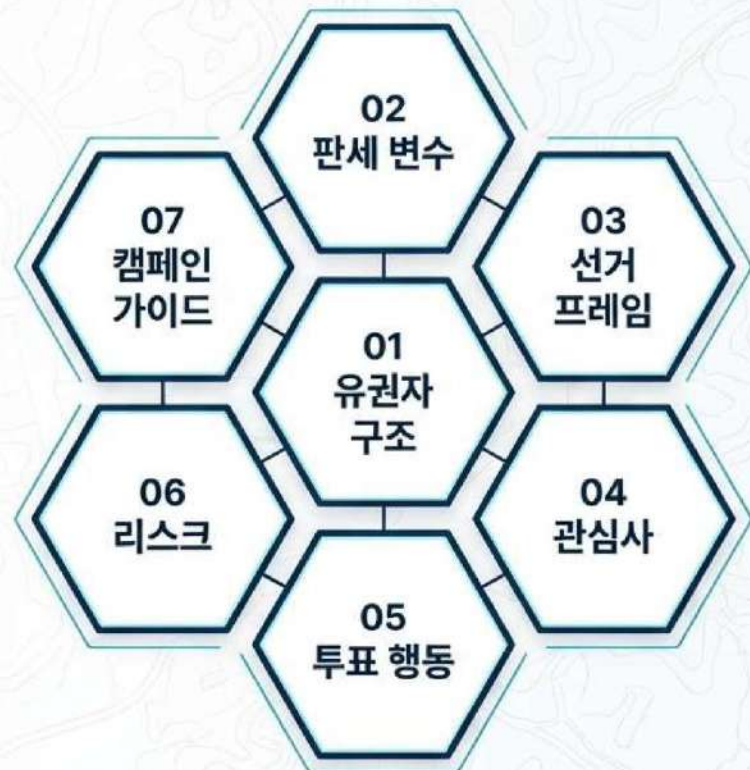 02
판세 변수
07
캠페인
가이드
03
선거
프레임
01
유권자
구조
06
리스크
04
관심사
05
투표 행동